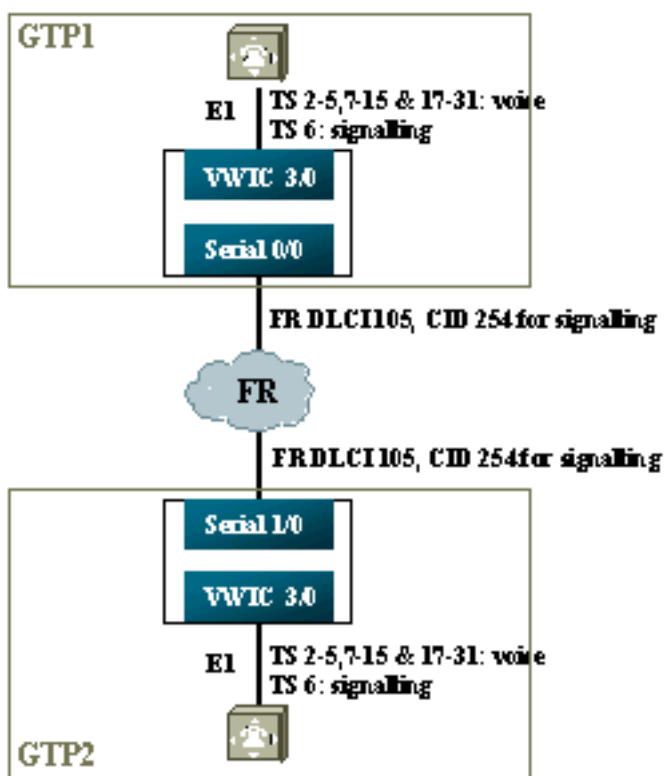 GTP1
E1
TS 2-5,7-15 & 17-31: voice
TS 6: signalling
VWIC 3/0
Serial 0/0
FR DLCI 105, CID 254 for signalling
FR
FR DLCI 105, CID 254 for signalling
Serial 1/0
VWIC 3/0
E1
TS 2-5,7-15 & 17-31: voice
TS 6: signalling
GTP2